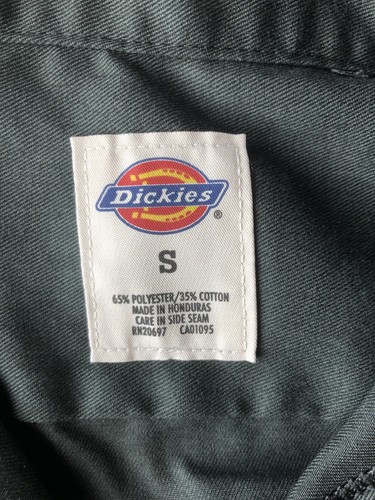 Dickies ®
S
65% POLYESTER/35% COTTON
MADE IN HONDURAS
CARE IN SIDE SEAM
RN20697 CA01095